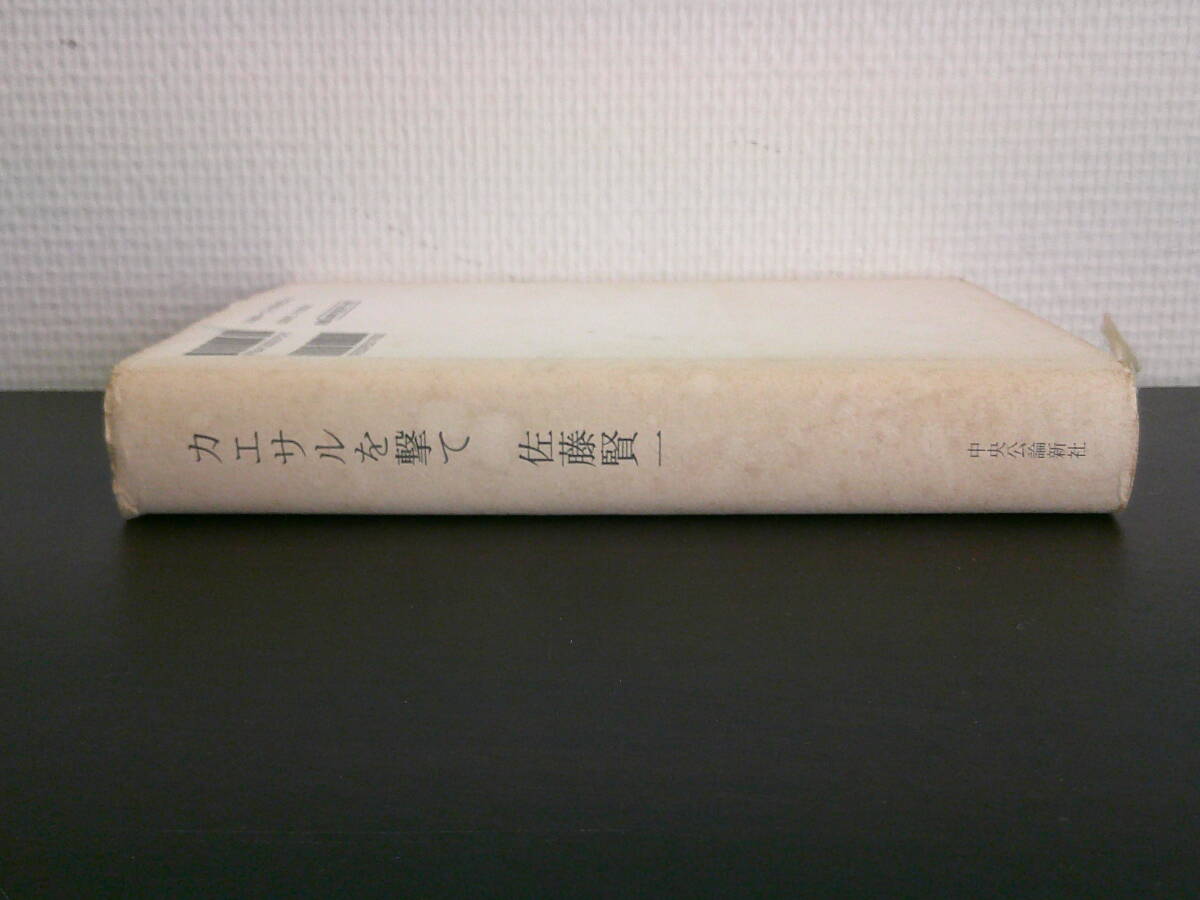 カエサルを撃て
佐藤賢一
中央公論新社